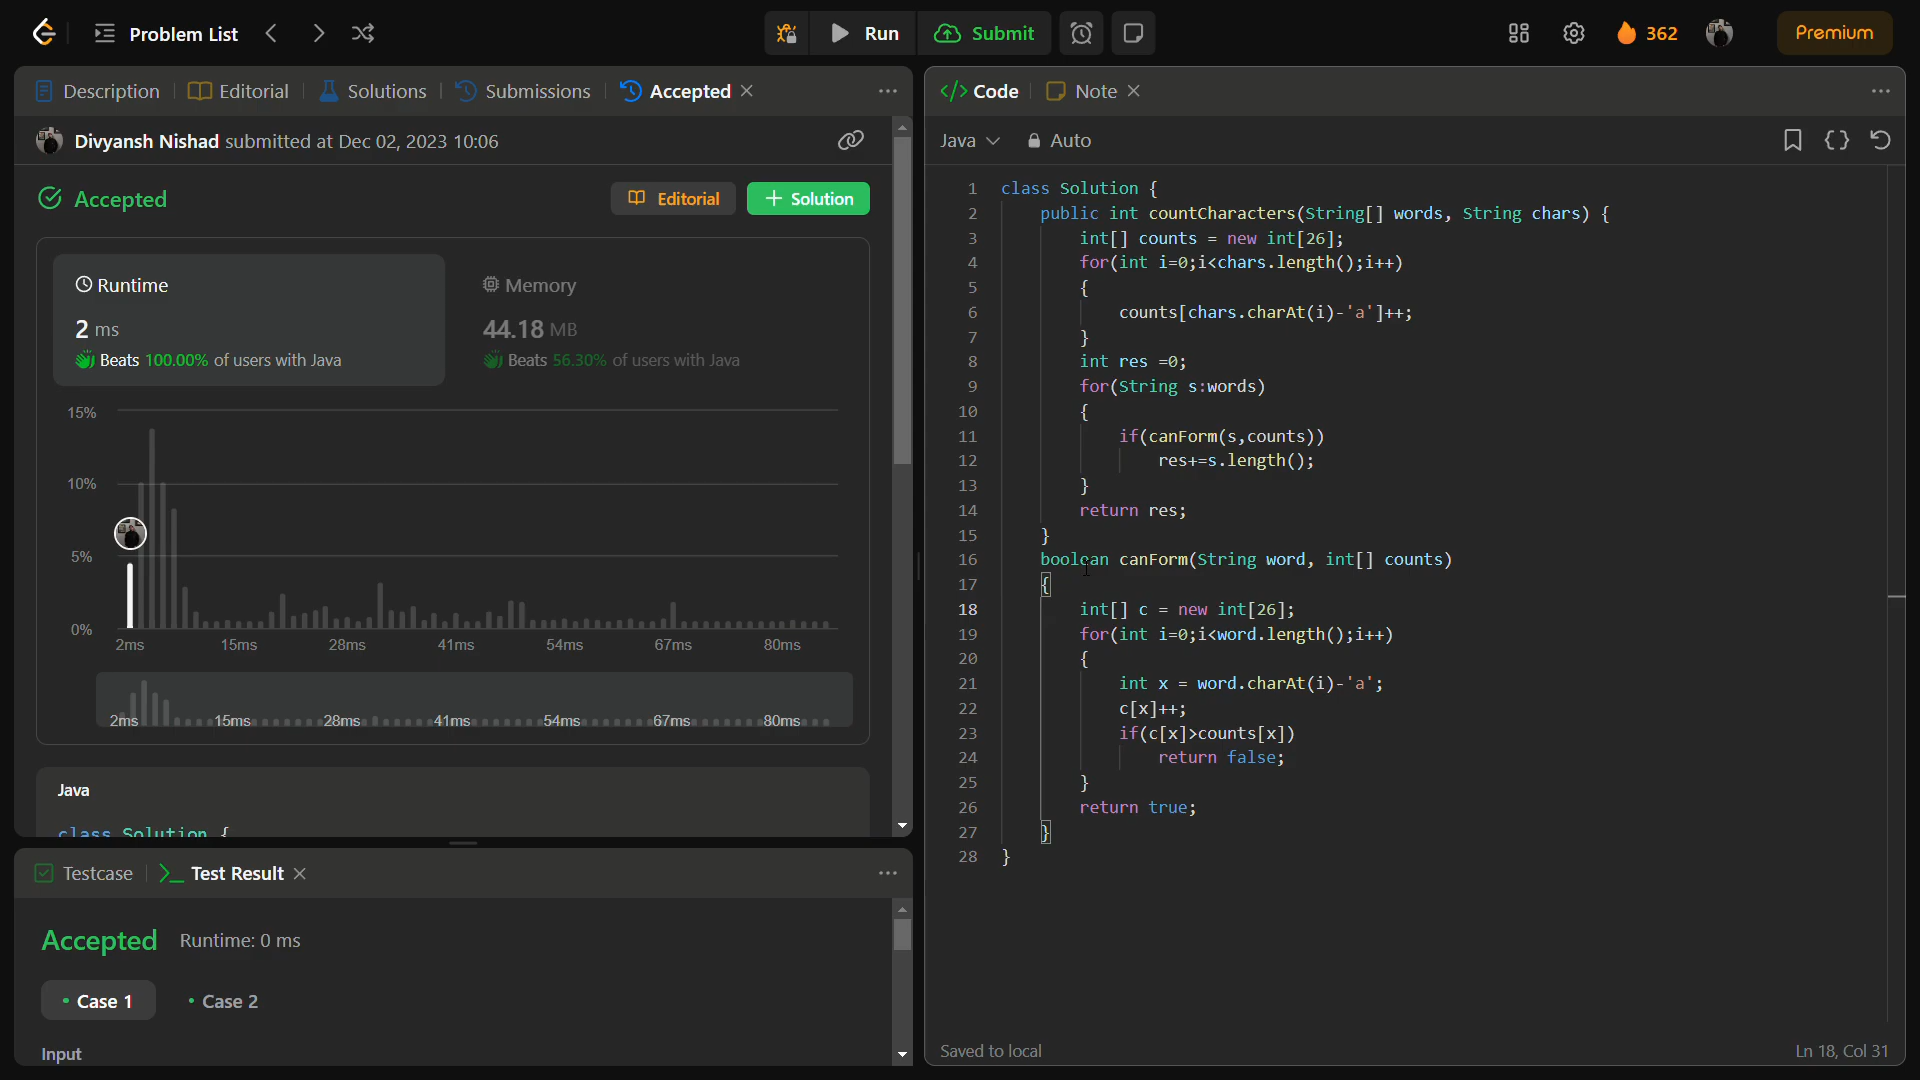 Problem List
Run
Submit
362
Premium
Description
Editorial
Solutions
Submissions
Accepted
Divyansh Nishad submitted at Dec 02, 2023 10:06
Accepted
Editorial
Solution
Runtime
2 ms
Beats 100.00% of users with Java
Memory
44.18 MB
Beats 56.30% of users with Java
15%
10%
5%
0%
2ms 15ms 28ms 41ms 54ms 67ms 80ms
2ms 15ms 28ms 41ms 54ms 67ms 80ms
Java
class Solution {
Testcase
>_ Test Result
Accepted Runtime: 0 ms
Case 1
Case 2
Input
</> Code
Note
Java
Auto
1 class Solution {
2 public int countCharacters(String[] words, String chars) {
3 int[] counts = new int[26];
4 for(int i=0;i<chars.length();i++)
5 {
6 counts[chars.charAt(i)-'a']++;
7 }
8 int res =0;
9 for(String s:words)
10 {
11 if(canForm(s,counts))
12 res+=s.length();
13 }
14 return res;
15 }
16 boolean canForm(String word, int[] counts)
17 {
18 int[] c = new int[26];
19 for(int i=0;i<word.length();i++)
20 {
21 int x = word.charAt(i)-'a';
22 c[x]++;
23 if(c[x]>counts[x])
24 return false;
25 }
26 return true;
27 }
28 }
Saved to local
Ln 18, Col 31